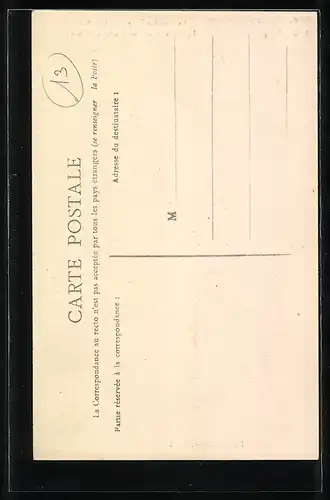 13
CARTE POSTALE
La Correspondance au recto n'est pas acceptée par tous les pays étrangers (se renseigner à la Poste)
Partie réservée à la correspondance :
Adresse du destinataire :
M